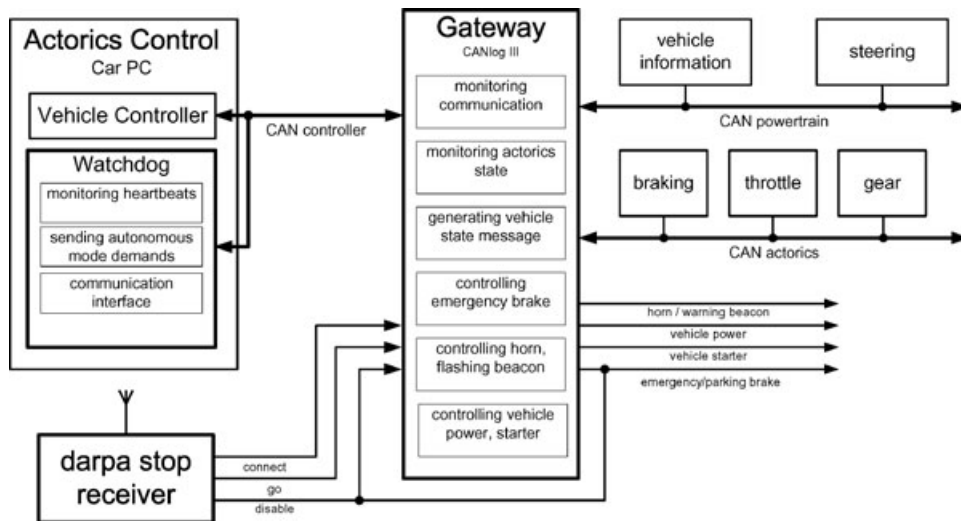 Actorics Control
Car PC
Vehicle Controller
Watchdog
monitoring heartbeats
sending autonomous
mode demands
communication
interface
CAN controller
Gateway
CANlog III
monitoring
communication
monitoring actorics
state
generating vehicle
state message
controlling
emergency brake
controlling horn,
flashing beacon
controlling vehicle
power, starter
vehicle
information
steering
CAN powertrain
braking
throttle
gear
CAN actorics
horn / warning beacon
vehicle power
vehicle starter
emergency/parking brake
darpa stop
receiver
connect
go
disable